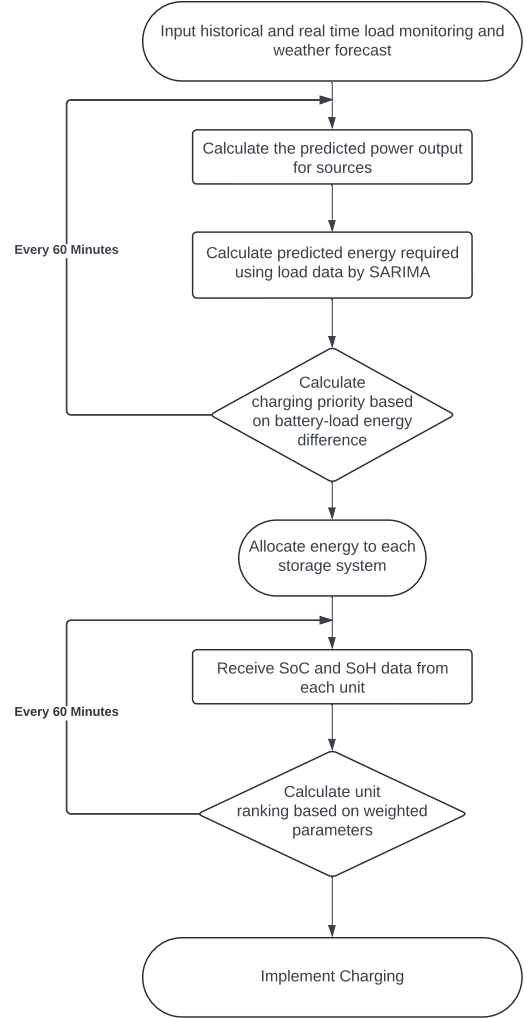 Input historical and real time load monitoring and
weather forecast
Calculate the predicted power output
for sources
Every 60 Minutes
Calculate predicted energy required
using load data by SARIMA
Calculate
charging priority based
on battery-load energy
difference
Allocate energy to each
storage system
Receive SoC and SoH data from
each unit
Every 60 Minutes
Calculate unit
ranking based on weighted
parameters
Implement Charging